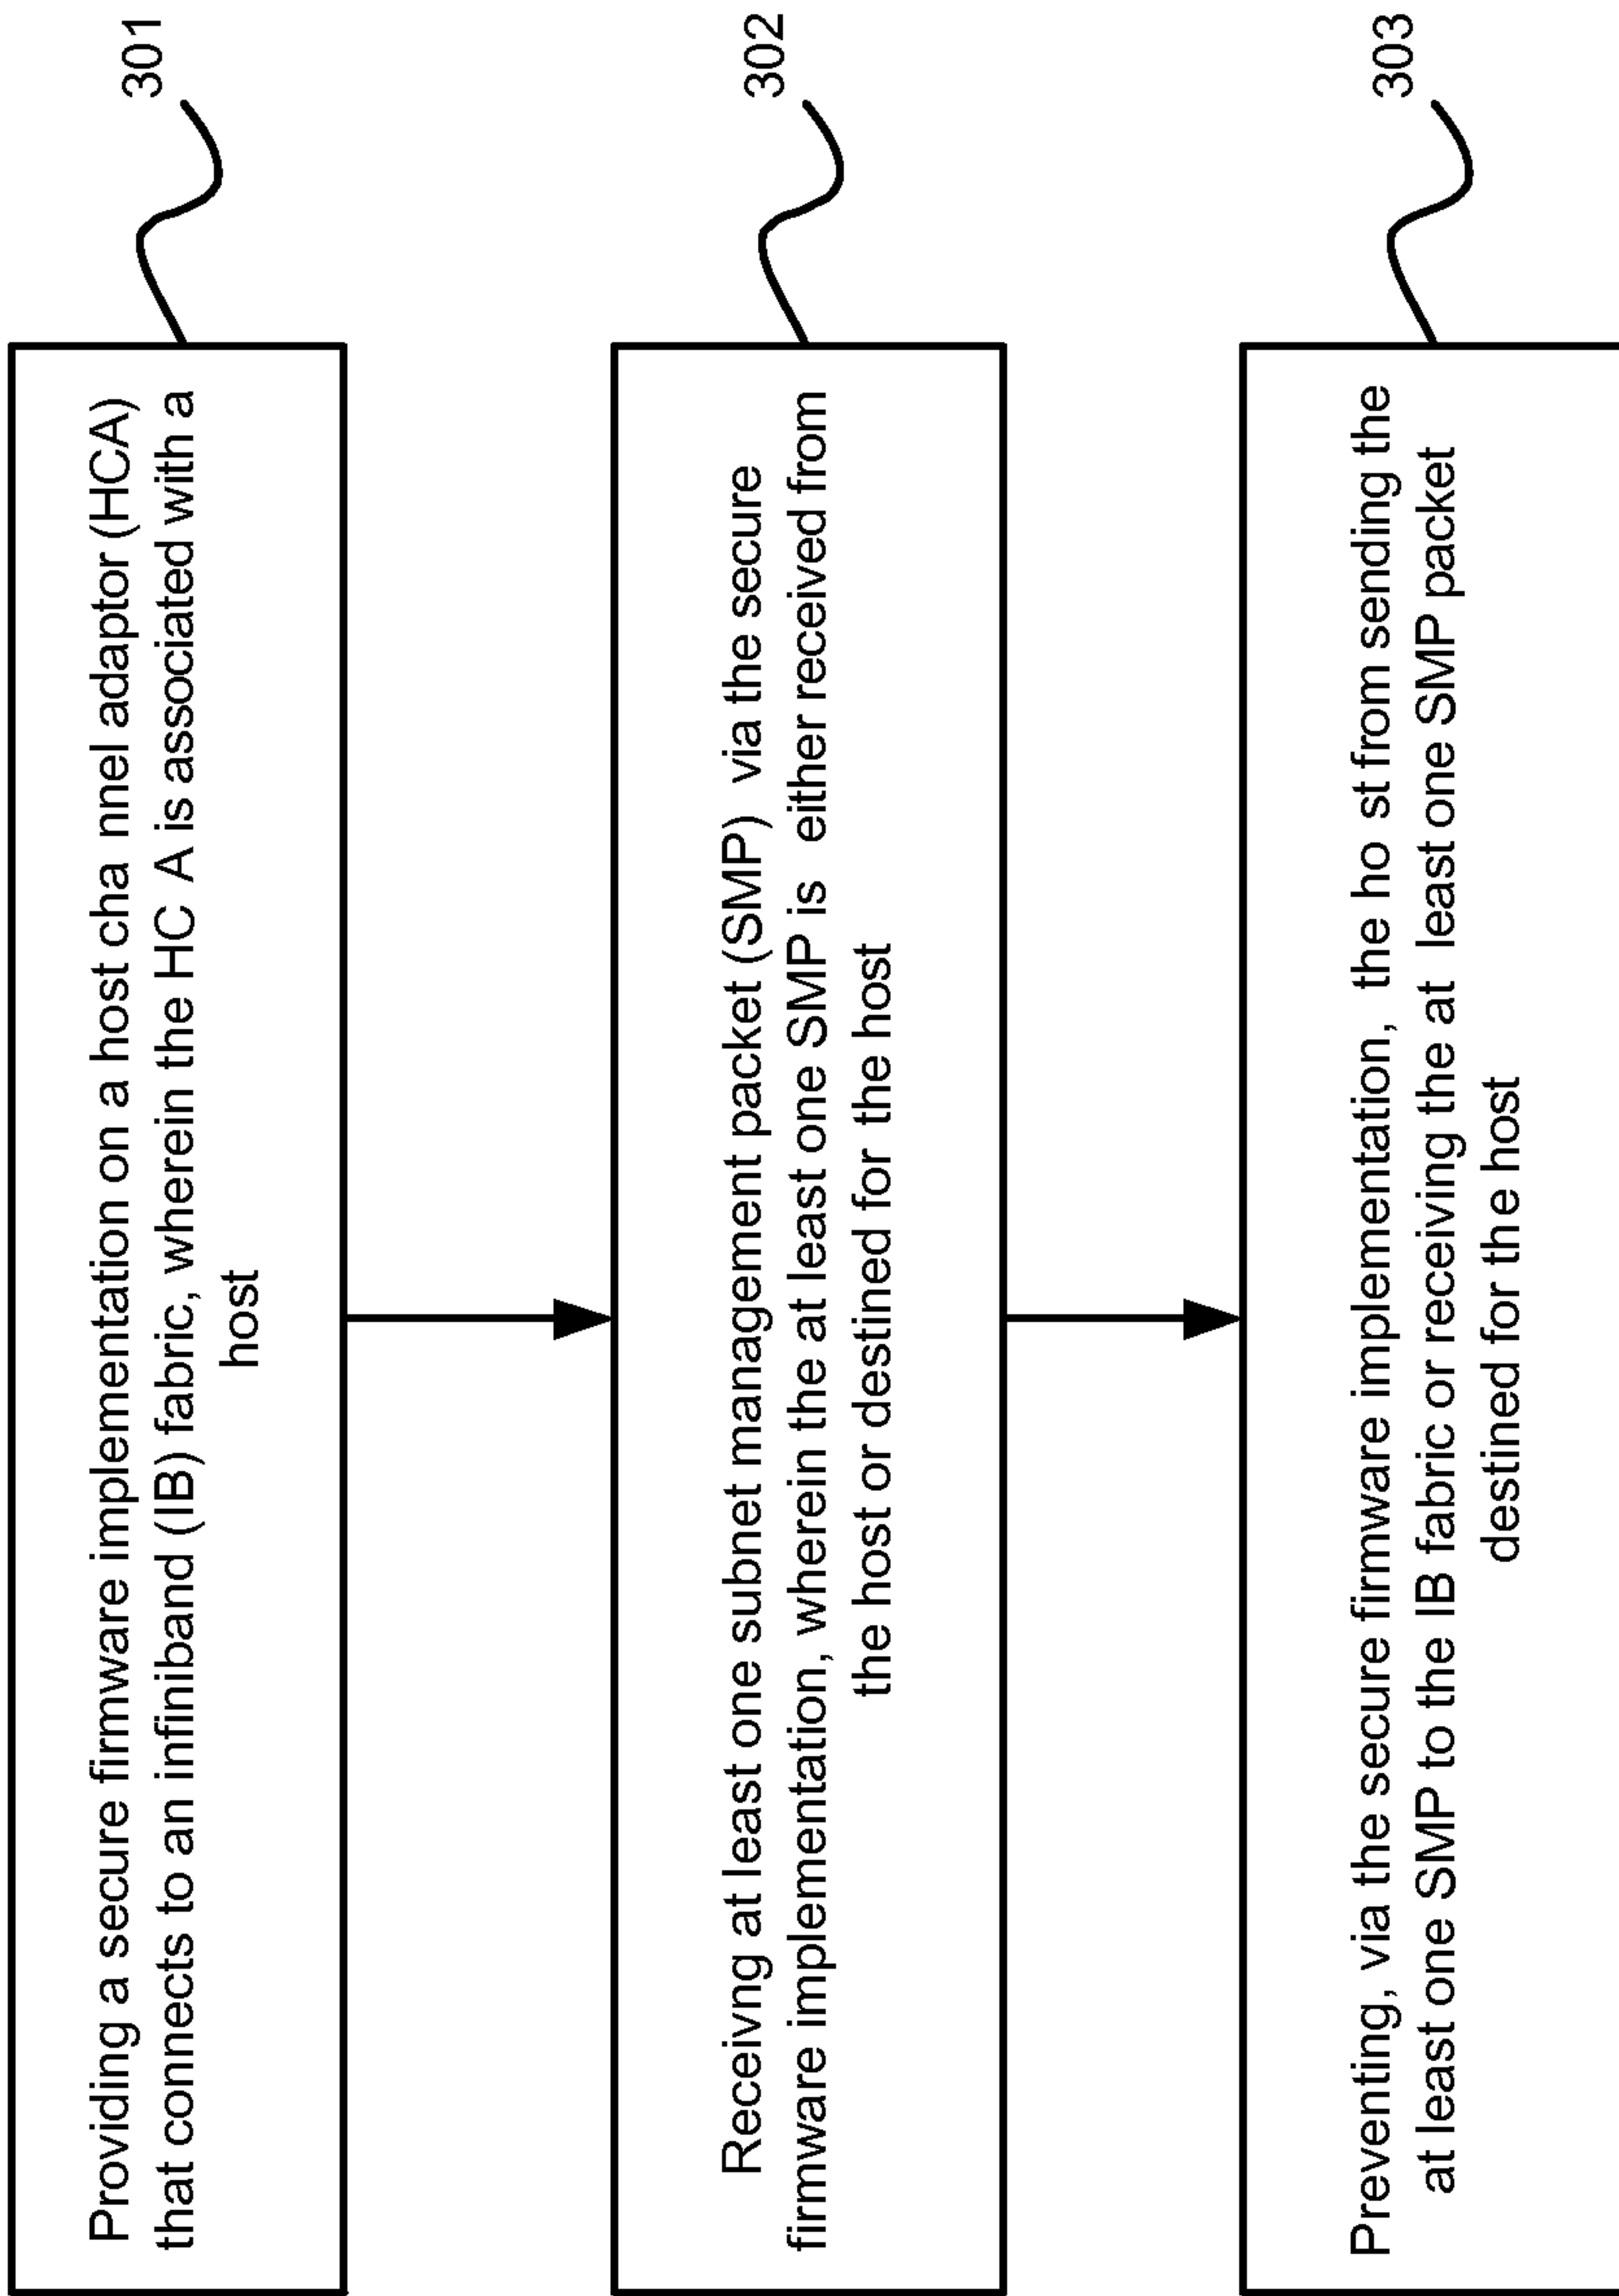 Providing a secure firmware implementation on a host cha nnel adaptor (HCA)
that connects to an infiniband (IB) fabric, wherein the HC A is associated with a
host
301
Receivng at least one subnet management packet (SMP) via the secure
firmware implementation, wherein the at least one SMP is either received from
the host or destined for the host
302
Preventing, via the secure firmware implementation, the ho st from sending the
at least one SMP to the IB fabric or receiving the at least one SMP packet
destined for the host
303